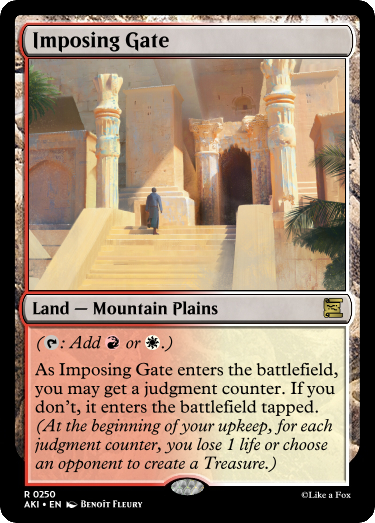 Imposing Gate
Land — Mountain Plains
(: Add or .)
As Imposing Gate enters the battlefield,
you may get a judgment counter. If you
don't, it enters the battlefield tapped.
(At the beginning of your upkeep, for each
judgment counter, you lose 1 life or choose
an opponent to create a Treasure.)
R 0250
AKI • EN Benoît Fleury
©Like a Fox